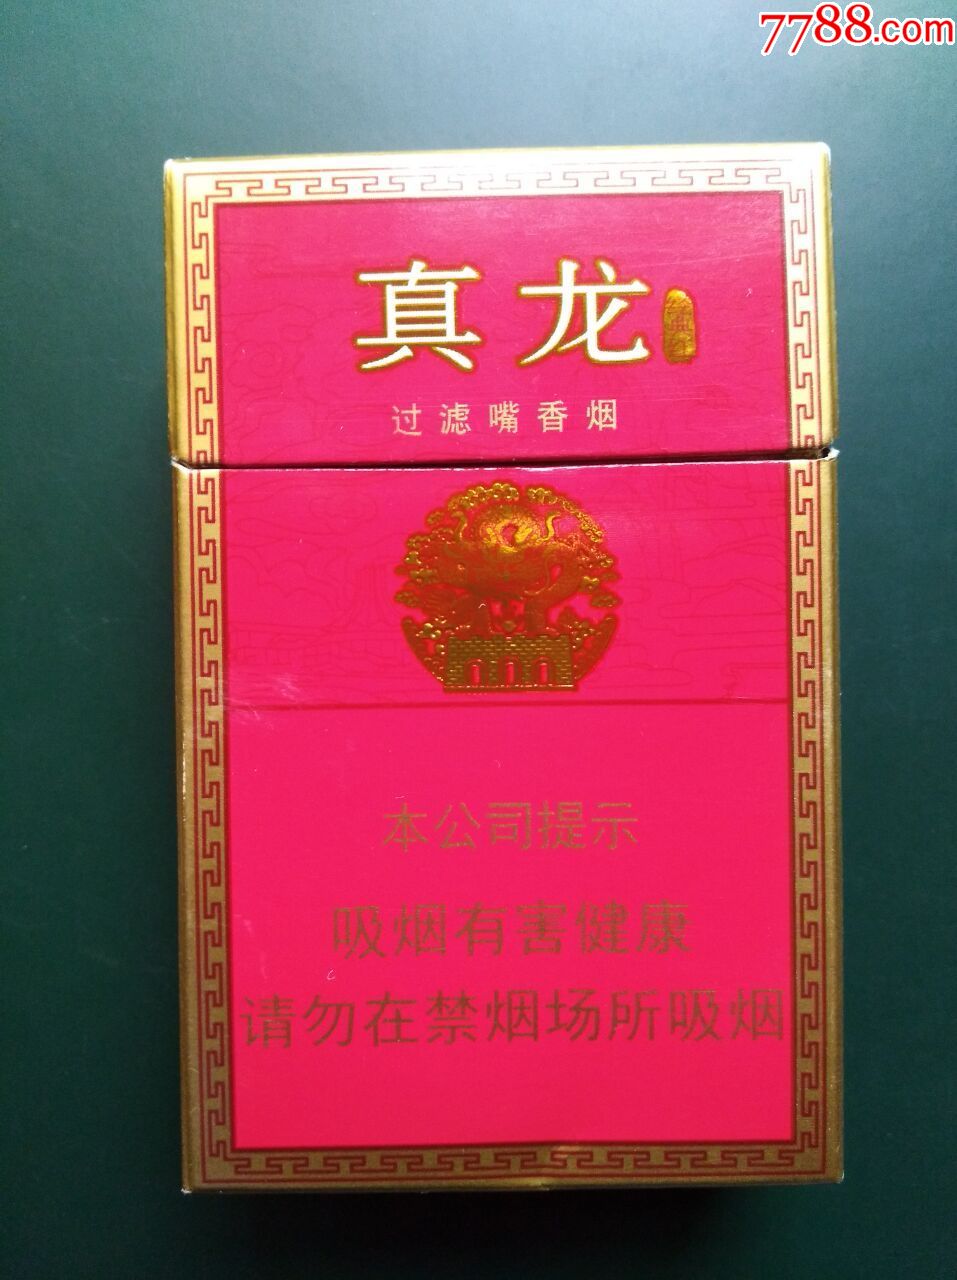 7788.com
真龙
过滤嘴香烟
本公司提示
吸烟有害健康
请勿在禁烟场所吸烟